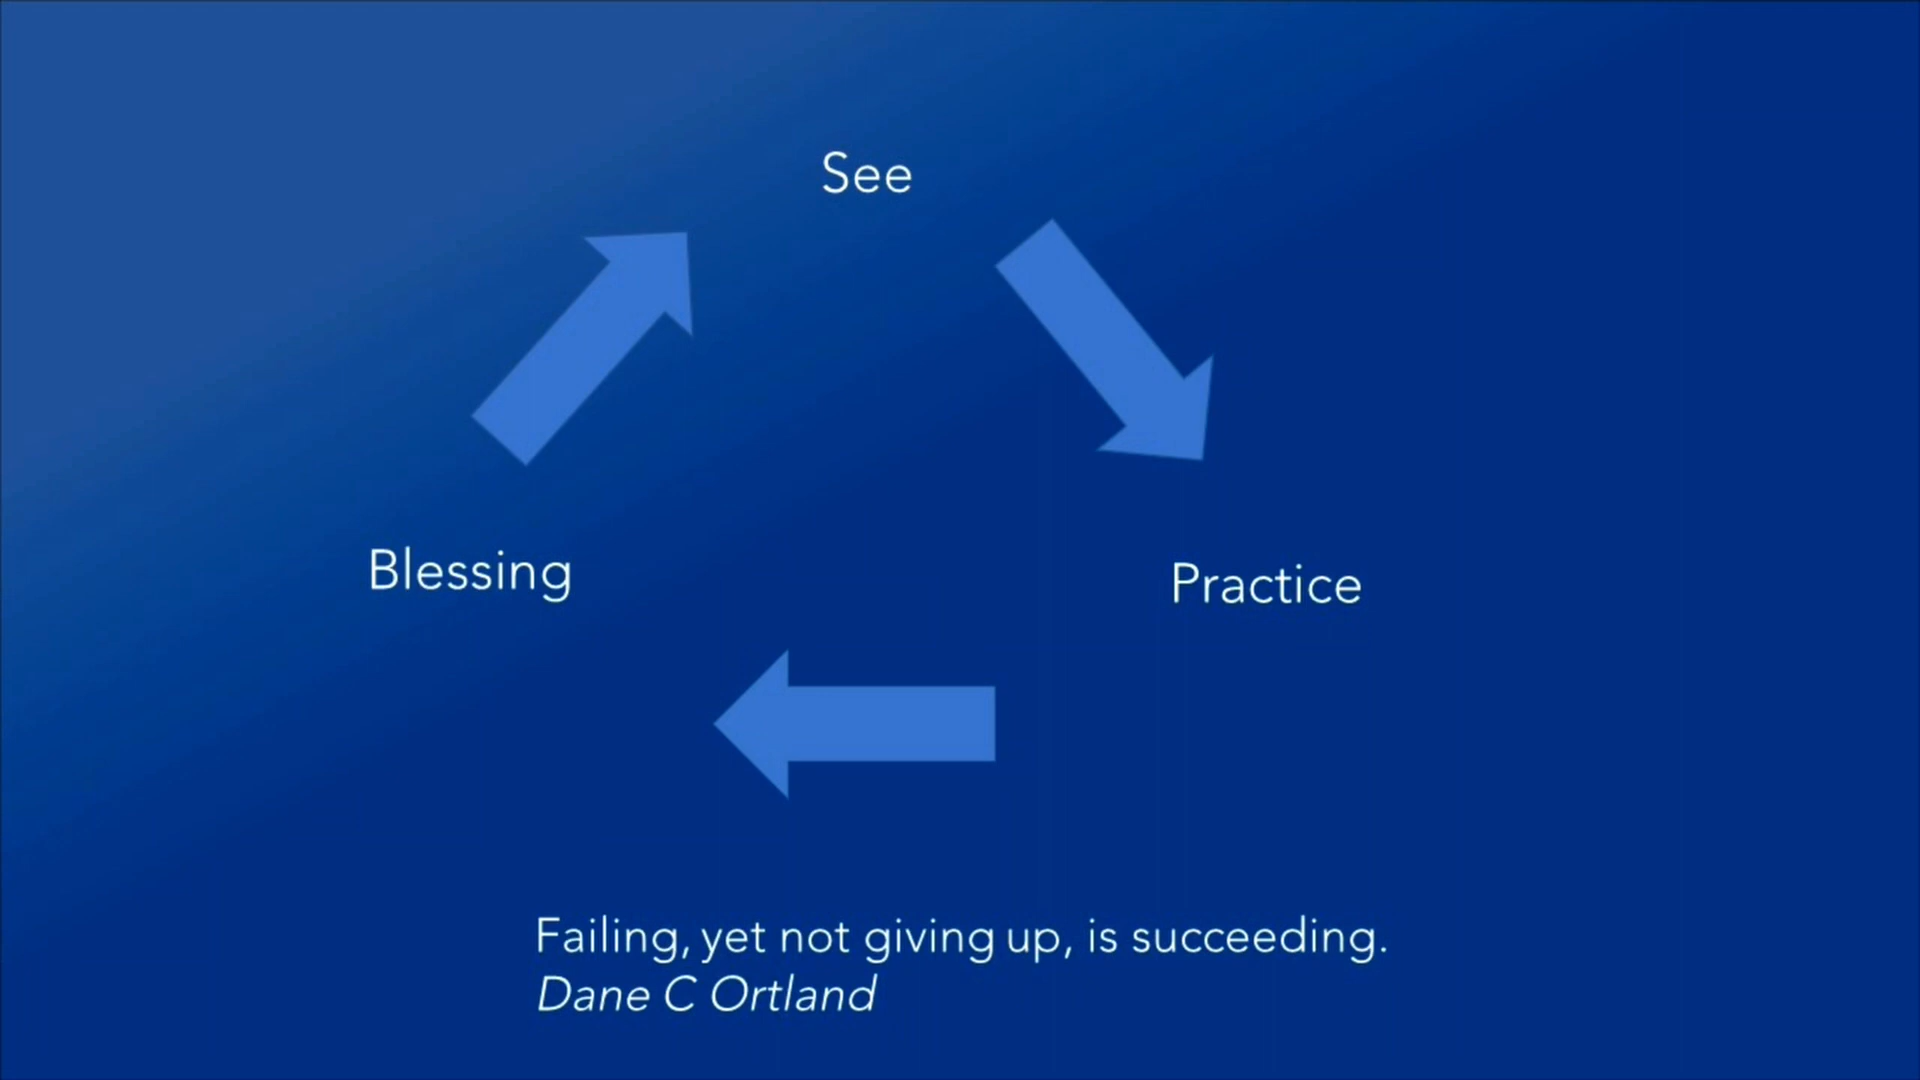 See
Blessing
Practice
Failing, yet not giving up, is succeeding.
Dane C Ortland